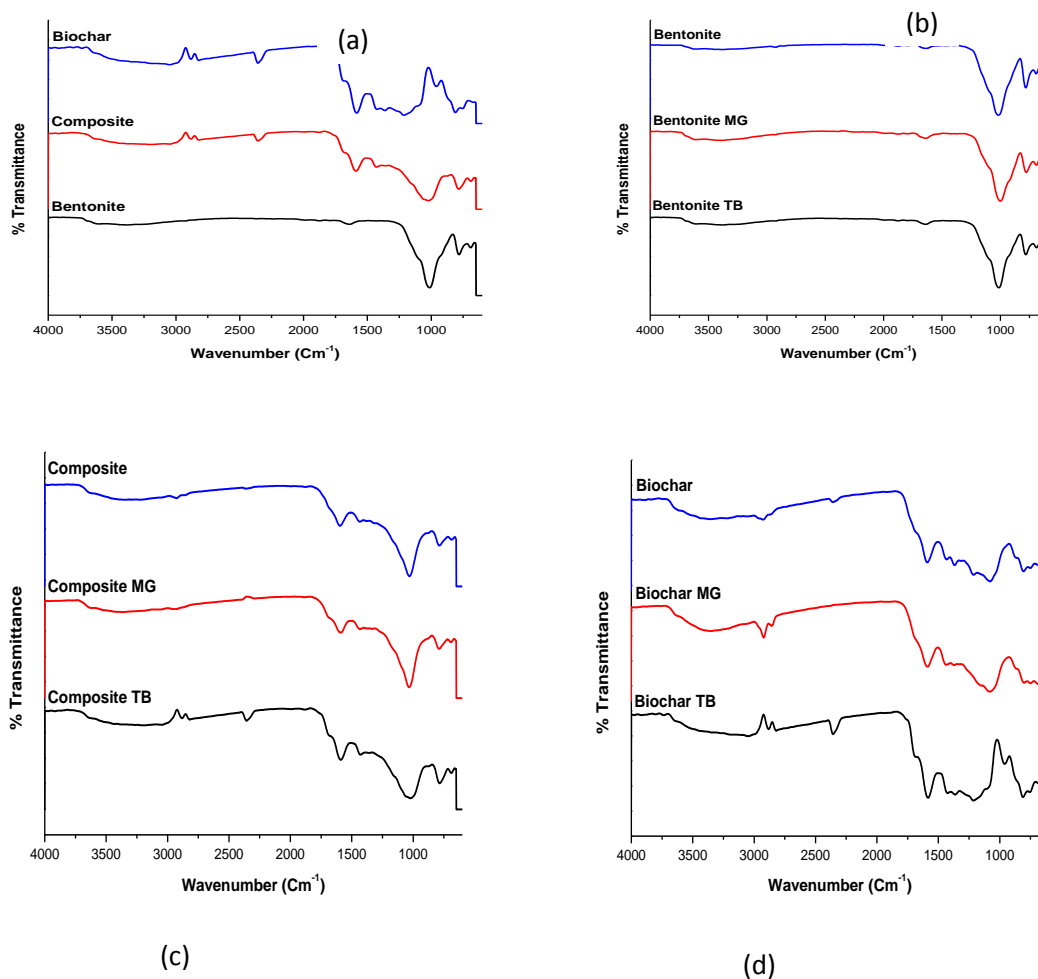 (a)
Biochar
Composite
Bentonite
% Transmittance
4000 3500 3000 2500 2000 1500 1000
Wavenumber (Cm⁻¹)
(b)
Bentonite
Bentonite MG
Bentonite TB
% Transmittance
4000 3500 3000 2500 2000 1500 1000
Wavenumber (Cm⁻¹)
Composite
Composite MG
Composite TB
% Transmittance
4000 3500 3000 2500 2000 1500 1000
Wavenumber (Cm⁻¹)
(c)
Biochar
Biochar MG
Biochar TB
% Transmittance
4000 3500 3000 2500 2000 1500 1000
Wavenumber (Cm⁻¹)
(d)